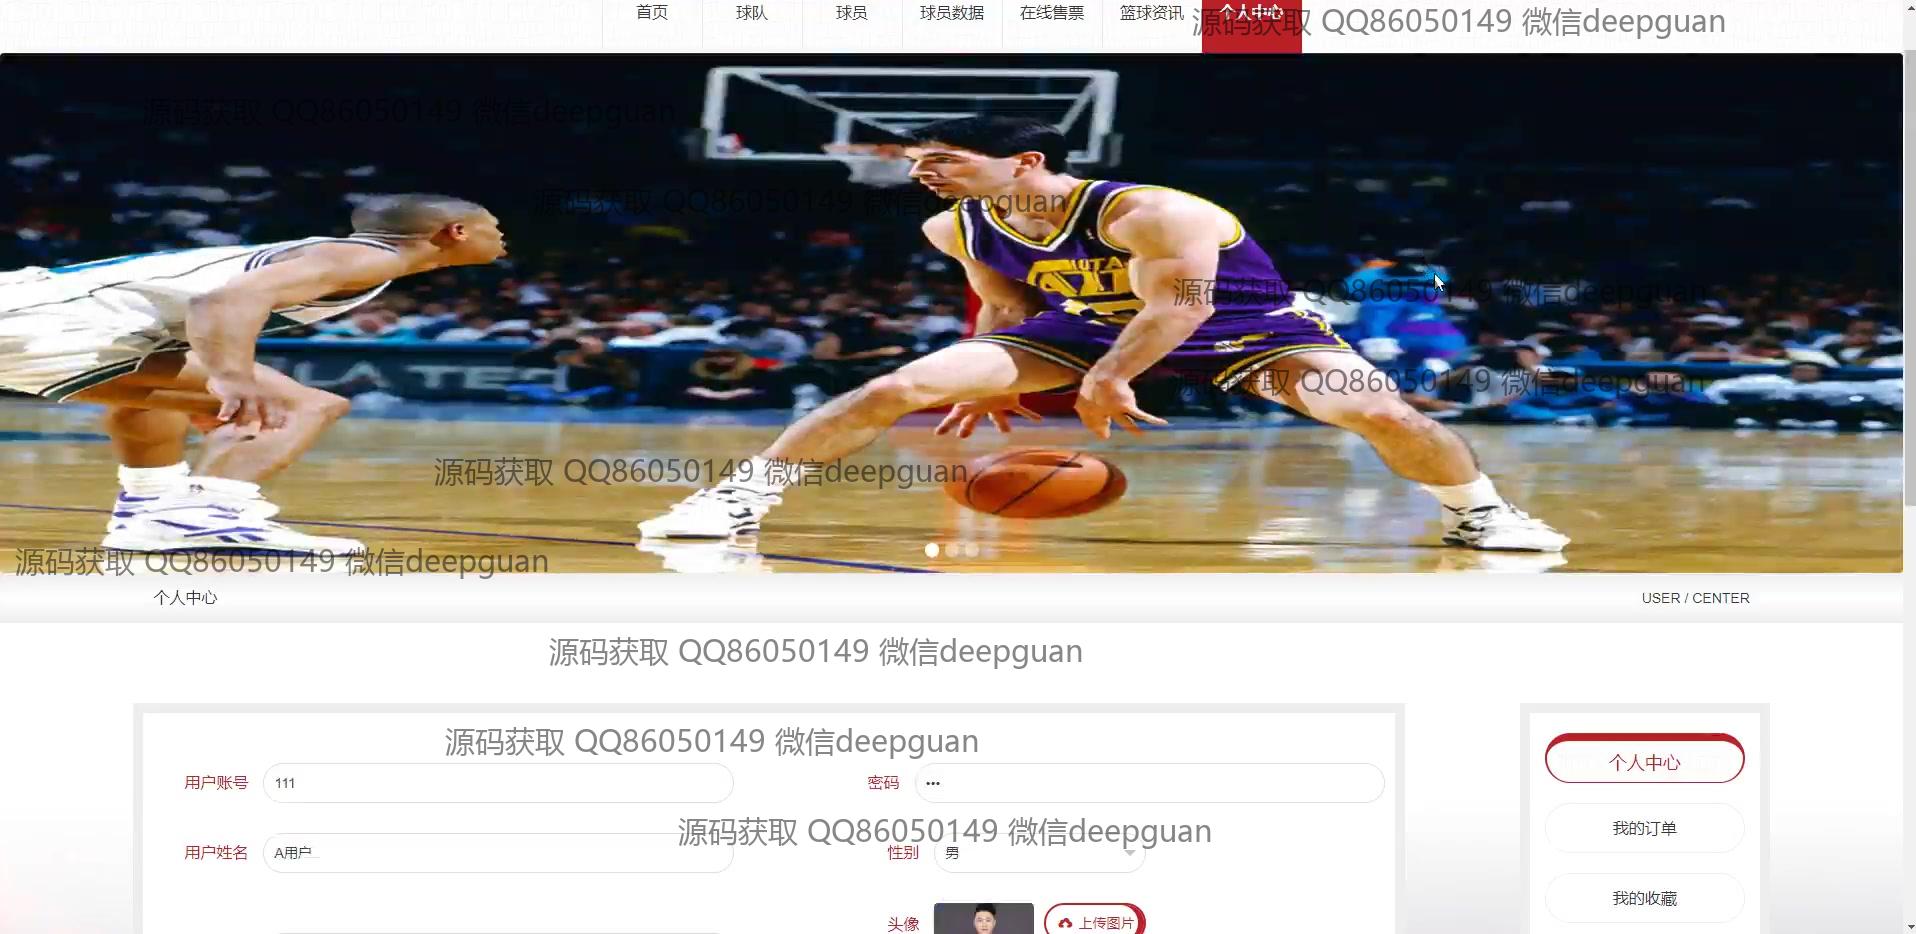 首页 球队 球员 球员数据 在线售票 篮球资讯 个人中心
源码获取 QQ86050149 微信deepguan
源码获取 QQ86050149 微信deepguan
源码获取 QQ86050149 微信deepguan
UTAH
源码获取 QQ86050149 微信deepguan
LA TECH
源码获取 QQ86050149 微信deepguan
源码获取 QQ86050149 微信deepguan
源码获取 QQ86050149 微信deepguan
个人中心 USER / CENTER
源码获取 QQ86050149 微信deepguan
源码获取 QQ86050149 微信deepguan
个人中心
用户账号 111 密码 •••
源码获取 QQ86050149 微信deepguan
我的订单
用户姓名 A用户 性别 男
我的收藏
头像 上传图片